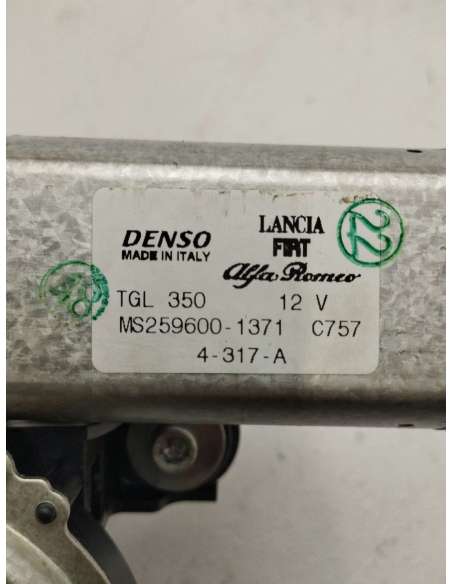 DENSO
MADE IN ITALY
LANCIA
FIAT
Alfa Romeo
22
TGL 350 12 V
MS259600-1371 C757
4-317-A